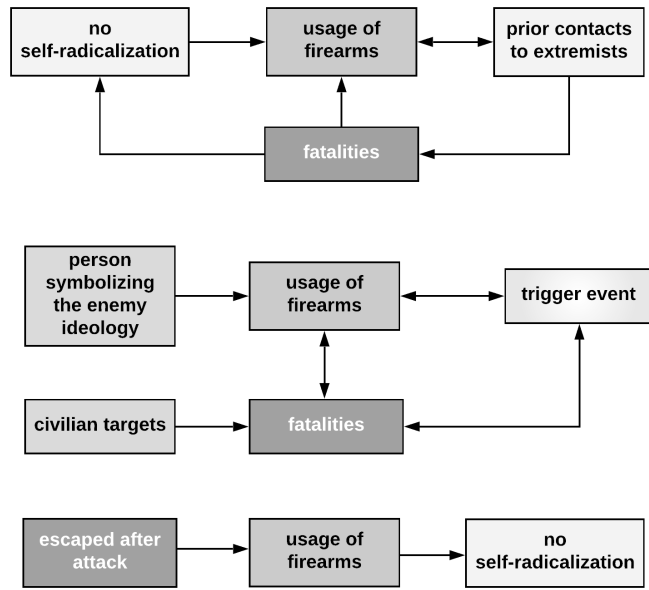 no
self-radicalization
usage of
firearms
prior contacts
to extremists
fatalities
person
symbolizing
the enemy
ideology
usage of
firearms
trigger event
civilian targets
fatalities
escaped after
attack
usage of
firearms
no
self-radicalization